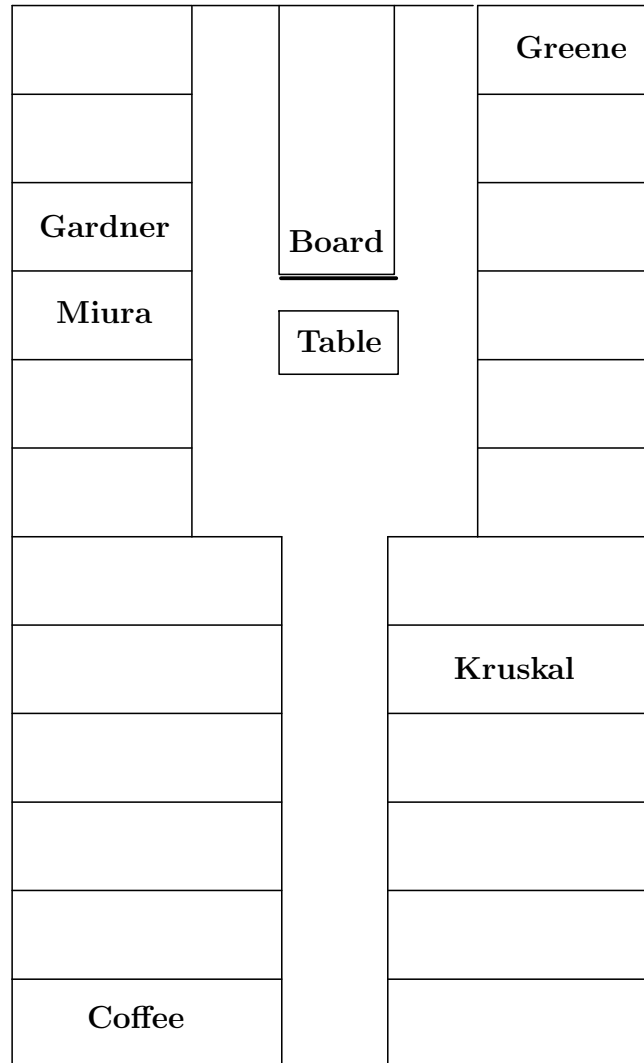 Greene
Gardner
Board
Miura
Table
Kruskal
Coffee